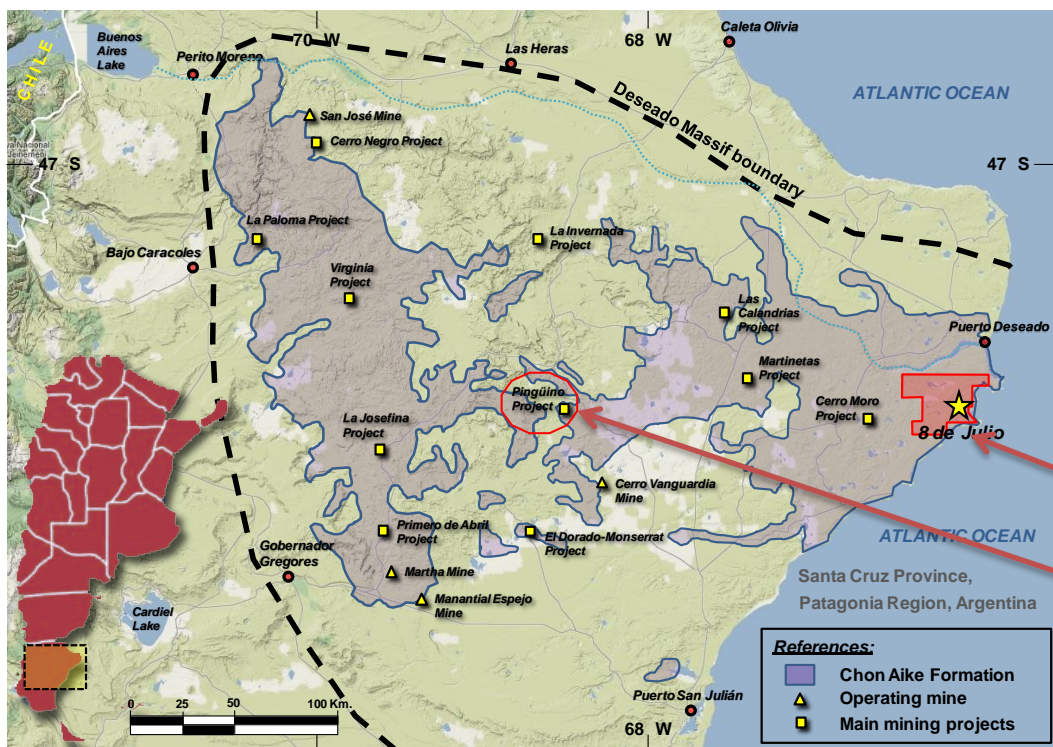 Buenos
Aires
Lake
CHILE
Perito Moreno
70 W
Las Heras
68 W
Caleta Olivia
ATLANTIC OCEAN
Deseado Massif boundary
San José Mine
Cerro Negro Project
47 S
47 S
La Paloma Project
La Invernada
Project
Bajo Caracoles
Virginia
Project
Las
Calandrias
Project
Puerto Deseado
Martinetas
Project
Pingüino
Project
Cerro Moro
Project
8 de Julio
La Josefina
Project
Cerro Vanguardia
Mine
Primero de Abril
Project
El Dorado-Monserrat
Project
ATLANTIC OCEAN
Gobernador
Gregores
Martha Mine
Santa Cruz Province,
Patagonia Region, Argentina
Manantial Espejo
Mine
Cardiel
Lake
References:
Chon Aike Formation
Operating mine
Main mining projects
Puerto San Julián
0 25 50 100 Km.
68 W